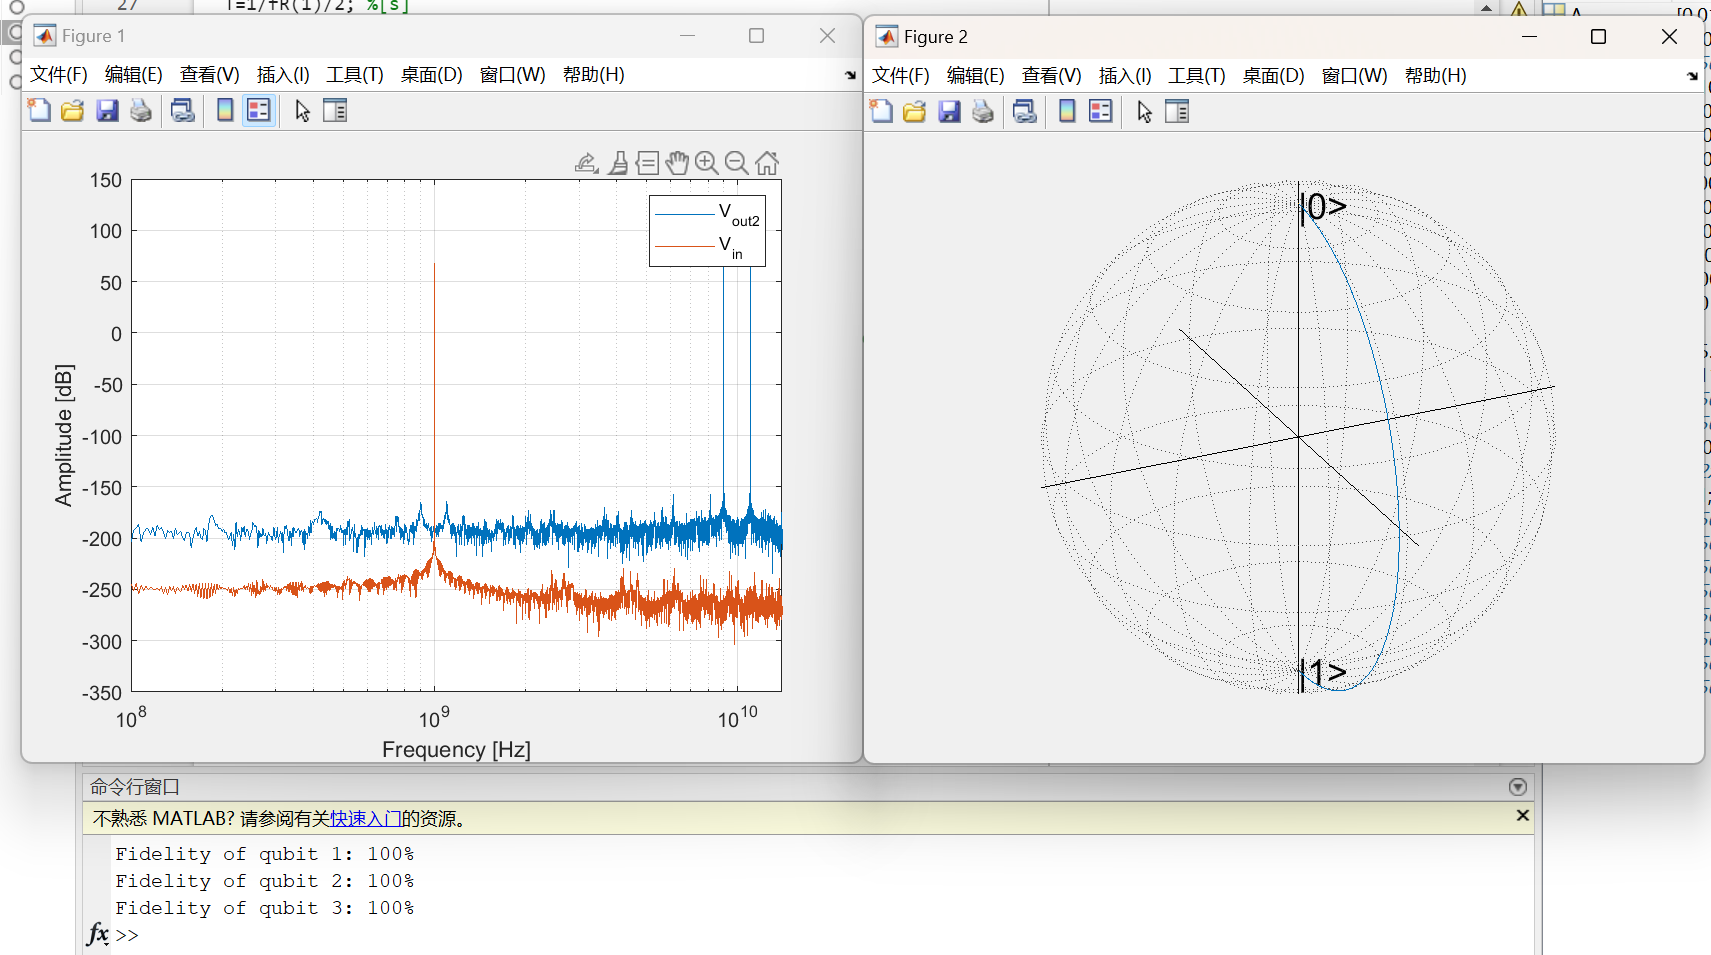 27 T=1/fR(1)/2; %[s]
Figure 1
文件(F) 编辑(E) 查看(V) 插入(I) 工具(T) 桌面(D) 窗口(W) 帮助(H)
150
100
50
0
-50
-100
-150
-200
-250
-300
-350
Amplitude [dB]
V out2
V in
10^8 10^9 10^10
Frequency [Hz]
Figure 2
文件(F) 编辑(E) 查看(V) 插入(I) 工具(T) 桌面(D) 窗口(W) 帮助(H)
|0>
|1>
命令行窗口
不熟悉 MATLAB? 请参阅有关快速入门的资源。
Fidelity of qubit 1: 100%
Fidelity of qubit 2: 100%
Fidelity of qubit 3: 100%
fx >>